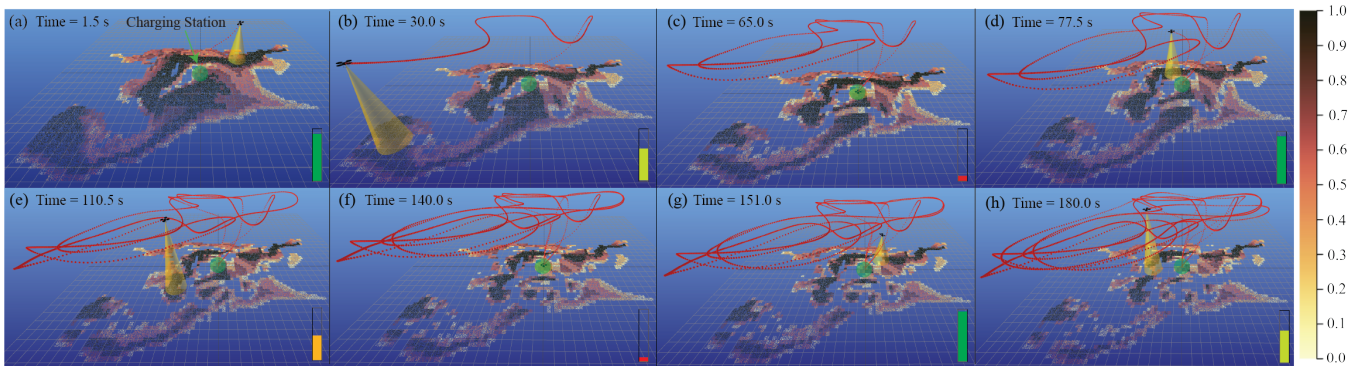 (a) Time = 1.5 s
Charging Station
(b) Time = 30.0 s
(c) Time = 65.0 s
(d) Time = 77.5 s
(e) Time = 110.5 s
(f) Time = 140.0 s
(g) Time = 151.0 s
(h) Time = 180.0 s
1.0
0.9
0.8
0.7
0.6
0.5
0.4
0.3
0.2
0.1
0.0